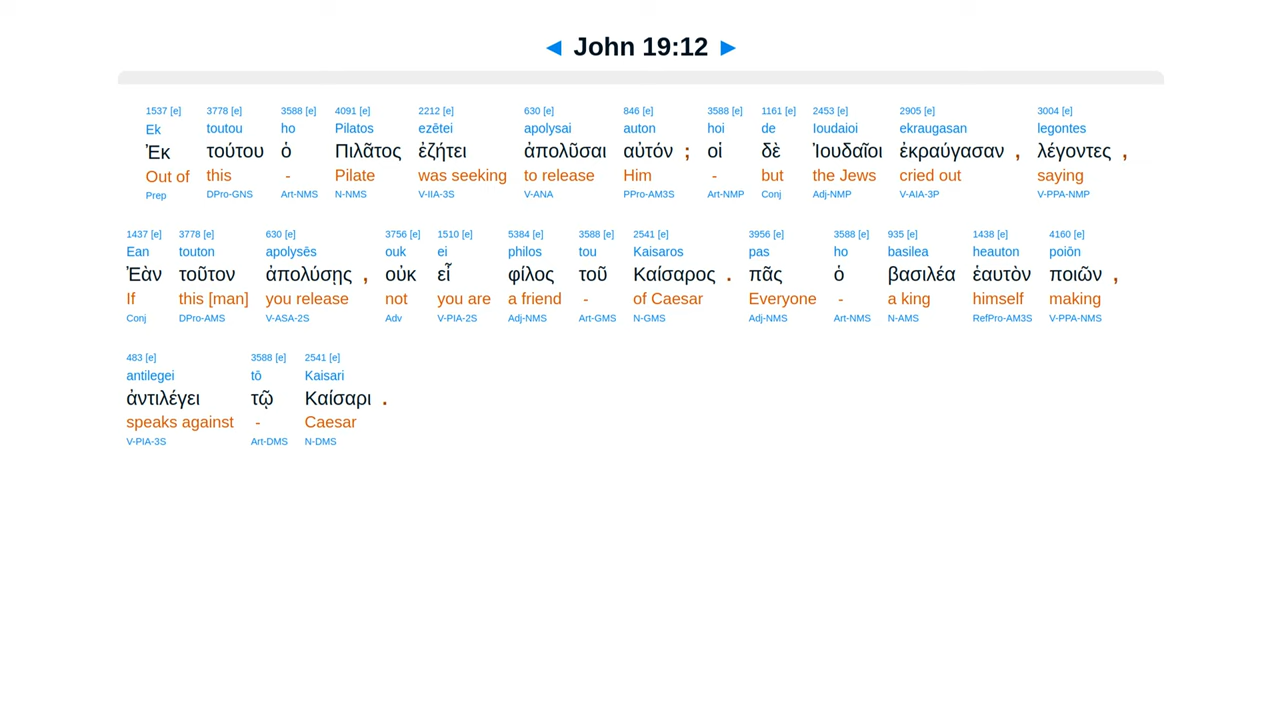 ◄ John 19:12 ►
1537 [e] 3778 [e] 3588 [e] 4091 [e] 2212 [e] 630 [e] 846 [e] 3588 [e] 1161 [e] 2453 [e] 2905 [e] 3004 [e]
Ek toutou ho Pilatos ezētei apolysai auton hoi de Ioudaioi ekraugasan legontes
Ἐκ τούτου ὁ Πιλᾶτος ἐζήτει ἀπολῦσαι αὐτόν ; οἱ δὲ Ἰουδαῖοι ἐκραύγασαν , λέγοντες ,
Out of this - Pilate was seeking to release Him - but the Jews cried out saying
Prep DPro-GNS Art-NMS N-NMS V-IIA-3S V-ANA PPro-AM3S Art-NMP Conj Adj-NMP V-AIA-3P V-PPA-NMP
1437 [e] 3778 [e] 630 [e] 3756 [e] 1510 [e] 5384 [e] 3588 [e] 2541 [e] 3956 [e] 3588 [e] 935 [e] 1438 [e] 4160 [e]
Ean touton apolysēs ouk ei philos tou Kaisaros pas ho basilea heauton poiōn
Ἐὰν τοῦτον ἀπολύσῃς , οὐκ εἶ φίλος τοῦ Καίσαρος . πᾶς ὁ βασιλέα ἑαυτὸν ποιῶν ,
If this [man] you release not you are a friend - of Caesar Everyone - a king himself making
Conj DPro-AMS V-ASA-2S Adv V-PIA-2S Adj-NMS Art-GMS N-GMS Adj-NMS Art-NMS N-AMS RefPro-AM3S V-PPA-NMS
483 [e] 3588 [e] 2541 [e]
antilegei tō Kaisari
ἀντιλέγει τῷ Καίσαρι .
speaks against - Caesar
V-PIA-3S Art-DMS N-DMS